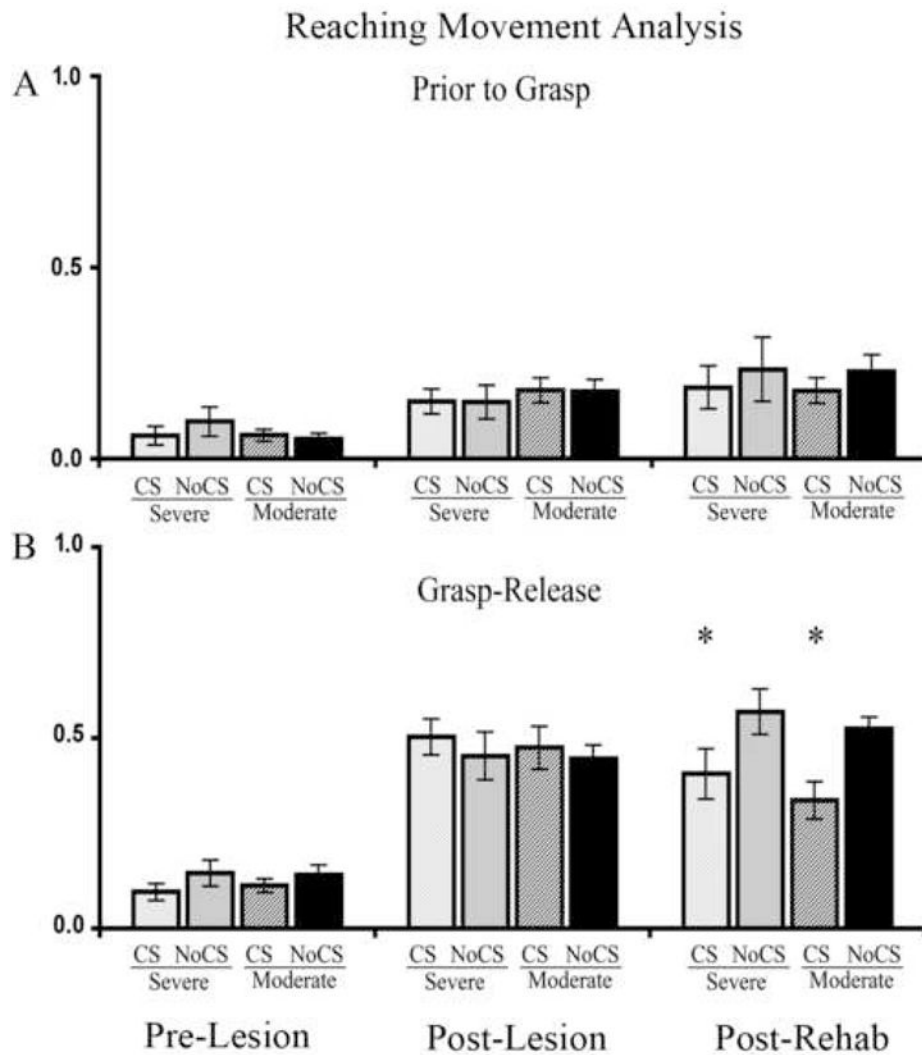 Reaching Movement Analysis
A
Prior to Grasp
1.0
0.5
0.0
CS NoCS CS NoCS CS NoCS CS NoCS CS NoCS CS NoCS
Severe Moderate Severe Moderate Severe Moderate
B
Grasp-Release
1.0
* *
0.5
0.0
CS NoCS CS NoCS CS NoCS CS NoCS CS NoCS CS NoCS
Severe Moderate Severe Moderate Severe Moderate
Pre-Lesion Post-Lesion Post-Rehab